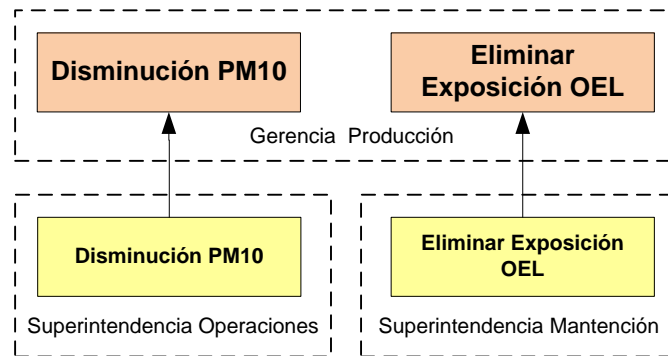 Disminución PM10
Eliminar
Exposición OEL
Gerencia Producción
Disminución PM10
Eliminar Exposición
OEL
Superintendencia Operaciones
Superintendencia Mantención